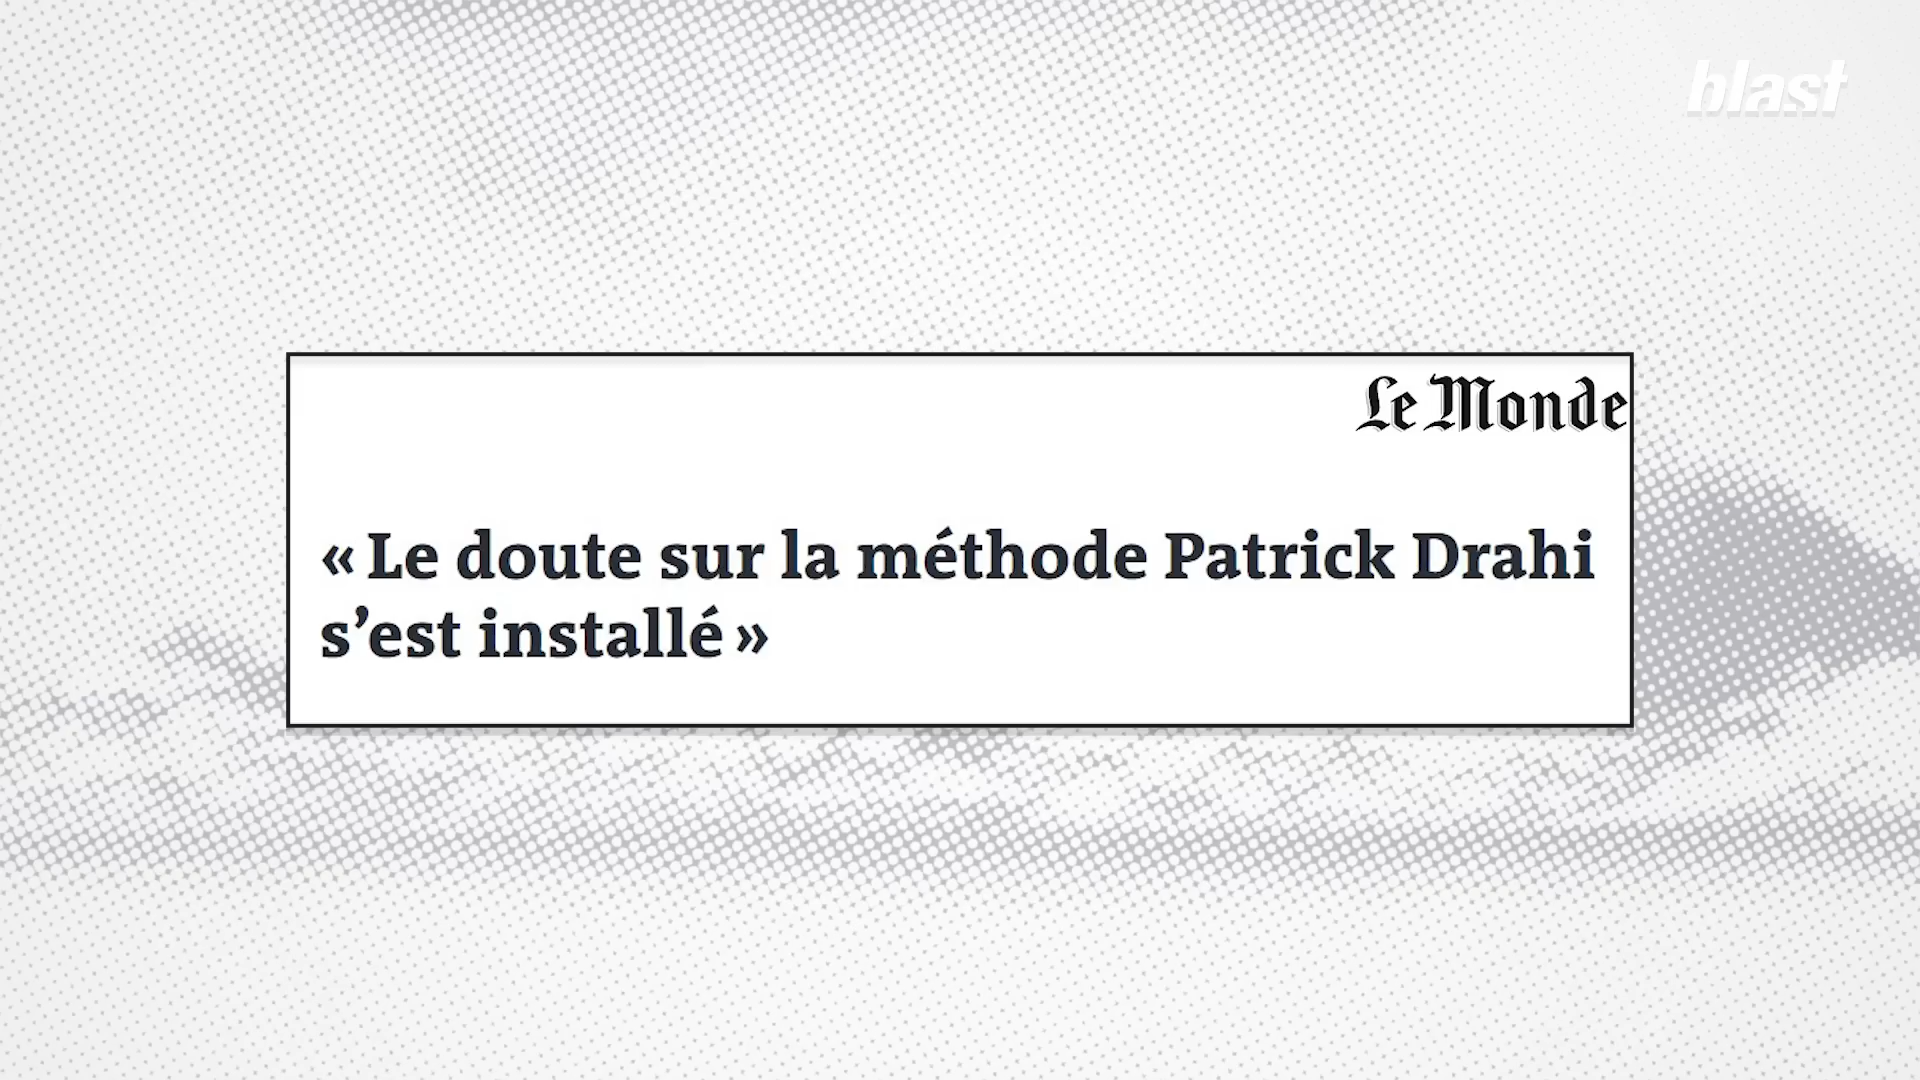 blast
Le Monde
« Le doute sur la méthode Patrick Drahi
s’est installé »